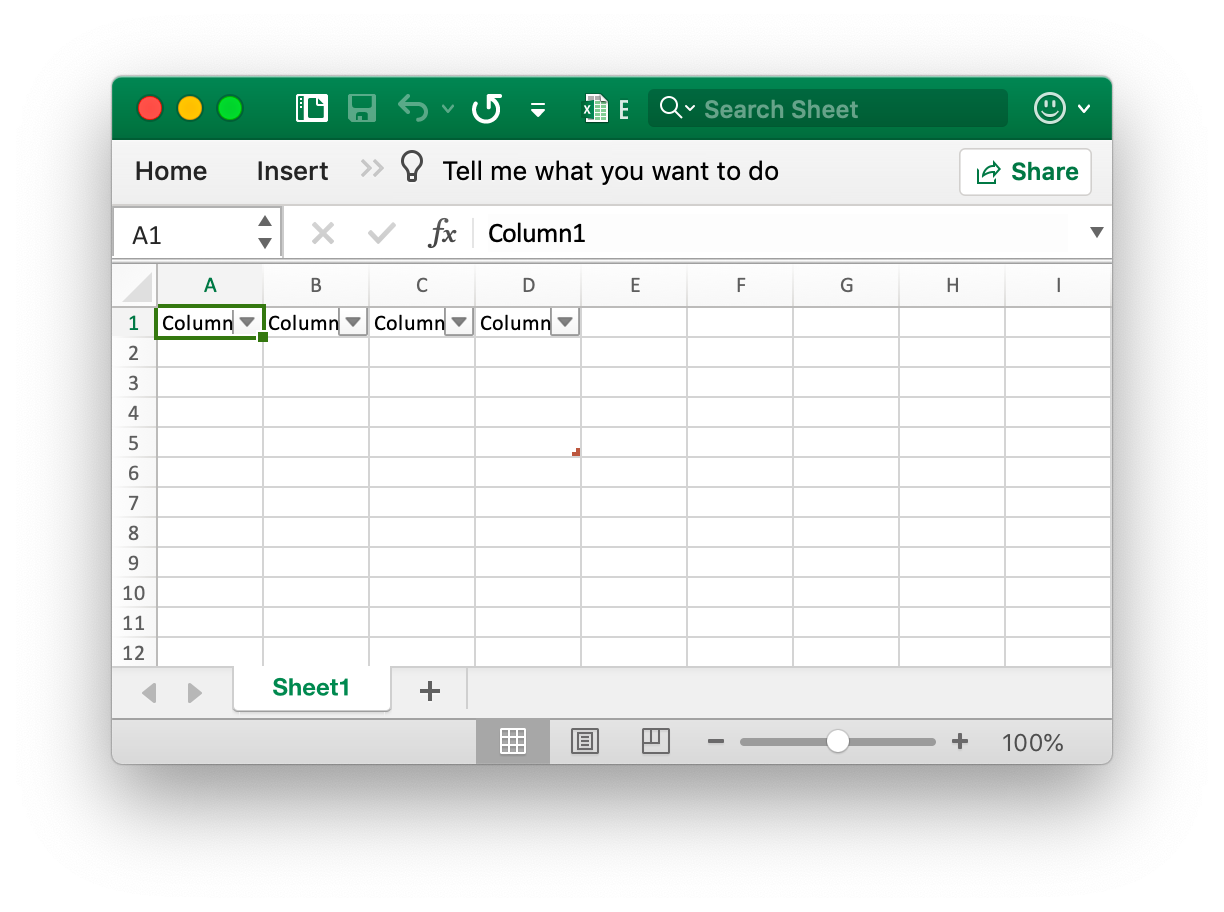 E Search Sheet
Home Insert Tell me what you want to do Share
A1 fx Column1
A B C D E F G H I
1 Column Column Column Column
2
3
4
5
6
7
8
9
10
11
12
Sheet1
100%